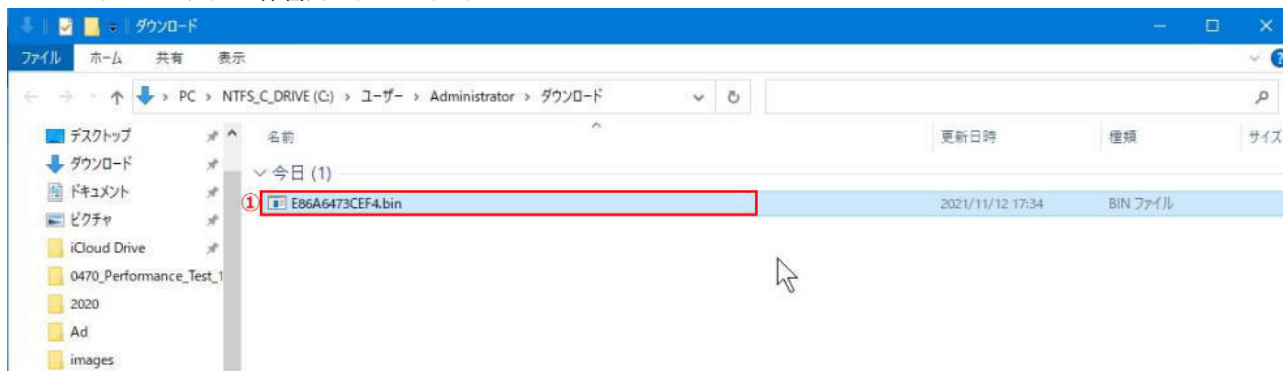 ダウンロード
ファイル ホーム 共有 表示
PC > NTFS_C_DRIVE (C:) > ユーザー > Administrator > ダウンロード
デスクトップ
名前 更新日時 種類 サイズ
ダウンロード
今日 (1)
ドキュメント
① E86A6473CEF4.bin 2021/11/12 17:34 BIN ファイル
ピクチャ
iCloud Drive
0470_Performance_Test_1
2020
Ad
images